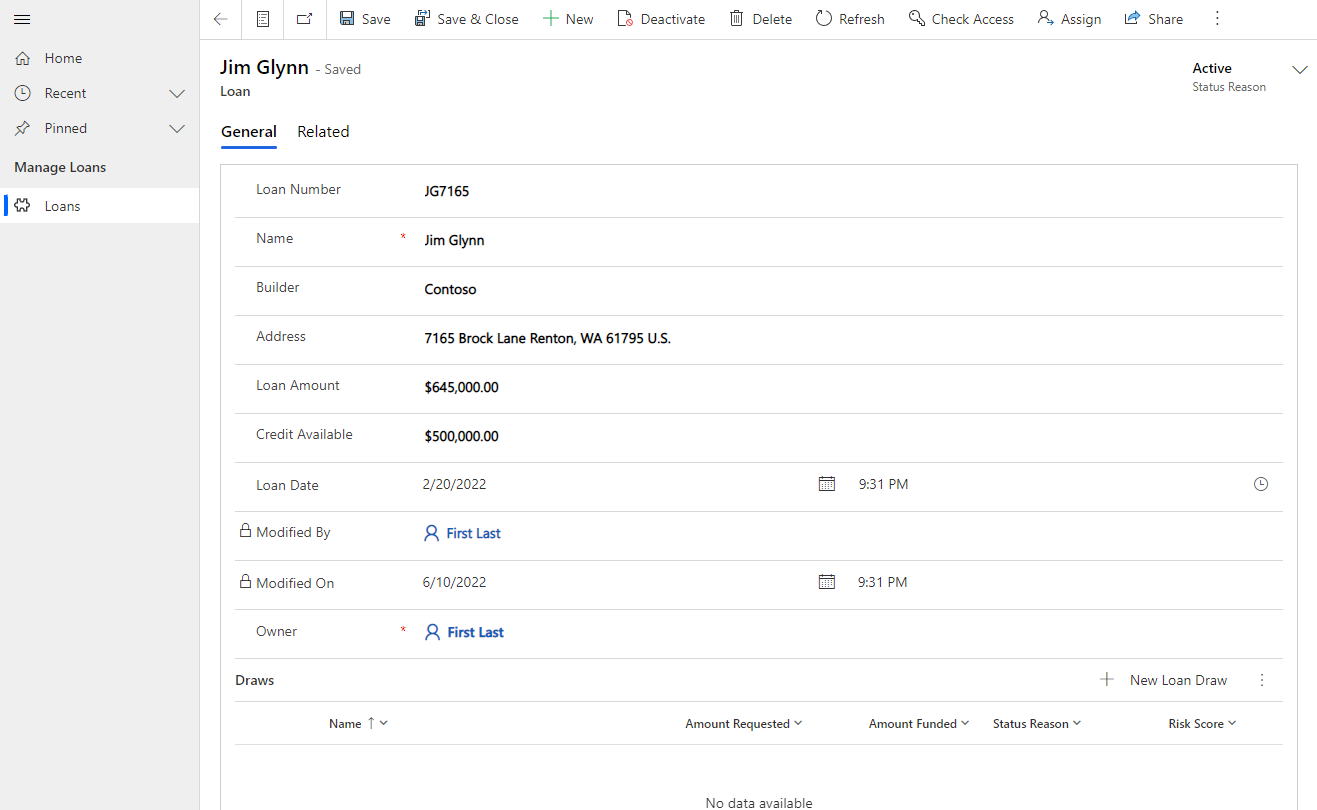 Save
Save & Close
New
Deactivate
Delete
Refresh
Check Access
Assign
Share
Home
Recent
Pinned
Manage Loans
Loans
Jim Glynn - Saved
Loan
Active
Status Reason
General
Related
Loan Number JG7165
Name * Jim Glynn
Builder Contoso
Address 7165 Brock Lane Renton, WA 61795 U.S.
Loan Amount $645,000.00
Credit Available $500,000.00
Loan Date 2/20/2022 9:31 PM
Modified By First Last
Modified On 6/10/2022 9:31 PM
Owner * First Last
Draws
New Loan Draw
Name ↑ Amount Requested Amount Funded Status Reason Risk Score
No data available